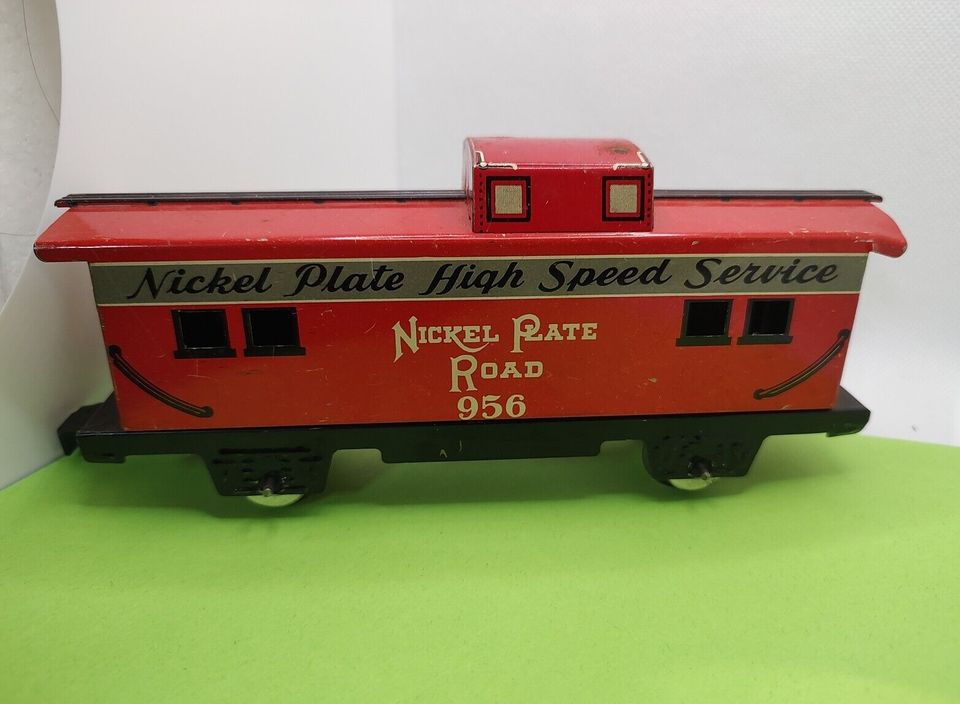 Nickel Plate High Speed Service
NICKEL PLATE
ROAD
956